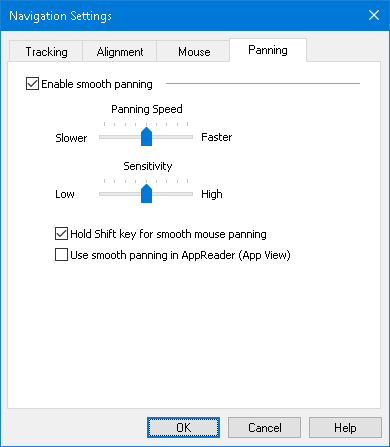 Navigation Settings
Tracking Alignment Mouse Panning
Enable smooth panning
Panning Speed
Slower Faster
Sensitivity
Low High
Hold Shift key for smooth mouse panning
Use smooth panning in AppReader (App View)
OK Cancel Help